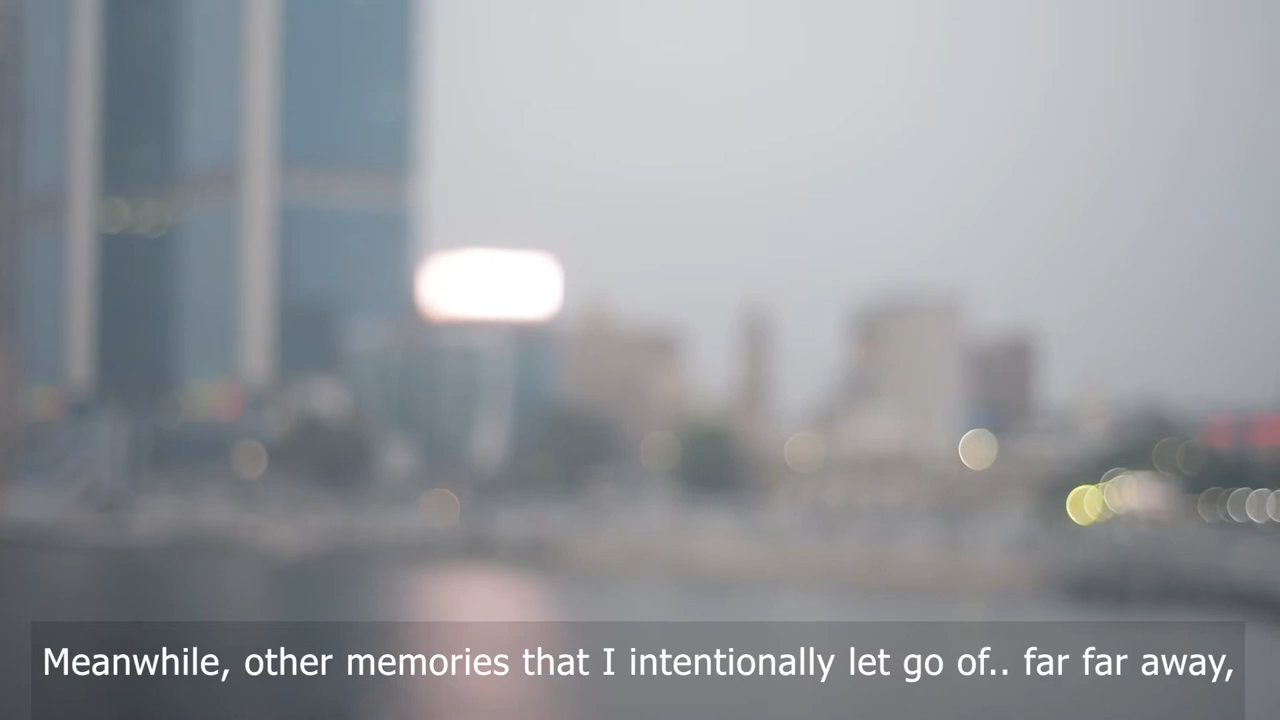 Meanwhile, other memories that I intentionally let go of.. far far away,